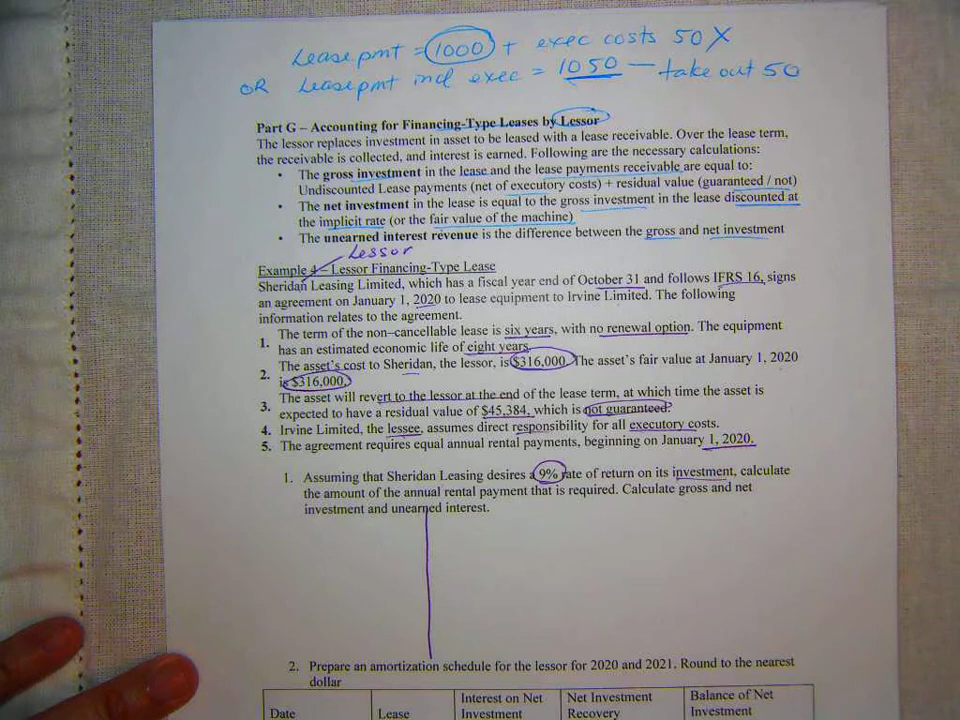 Lease pmt = 1000 + exec costs 50 X
OR Lease pmt incl exec = 1050 — take out 50
Part G – Accounting for Financing-Type Leases by Lessor
The lessor replaces investment in asset to be leased with a lease receivable. Over the lease term,
the receivable is collected, and interest is earned. Following are the necessary calculations:
• The gross investment in the lease and the lease payments receivable are equal to:
Undiscounted Lease payments (net of executory costs) + residual value (guaranteed / not)
• The net investment in the lease is equal to the gross investment in the lease discounted at
the implicit rate (or the fair value of the machine)
• The unearned interest revenue is the difference between the gross and net investment
Lessor
Example 4 – Lessor Financing-Type Lease
Sheridan Leasing Limited, which has a fiscal year end of October 31 and follows IFRS 16, signs
an agreement on January 1, 2020 to lease equipment to Irvine Limited. The following
information relates to the agreement.
1. The term of the non–cancellable lease is six years, with no renewal option. The equipment
has an estimated economic life of eight years.
2. The asset's cost to Sheridan, the lessor, is $316,000. The asset's fair value at January 1, 2020
is $316,000.
3. The asset will revert to the lessor at the end of the lease term, at which time the asset is
expected to have a residual value of $45,384, which is not guaranteed.
4. Irvine Limited, the lessee, assumes direct responsibility for all executory costs.
5. The agreement requires equal annual rental payments, beginning on January 1, 2020.
1. Assuming that Sheridan Leasing desires a 9% rate of return on its investment, calculate
the amount of the annual rental payment that is required. Calculate gross and net
investment and unearned interest.
2. Prepare an amortization schedule for the lessor for 2020 and 2021. Round to the nearest
dollar
Interest on Net Net Investment Balance of Net
Date Lease Investment Recovery Investment